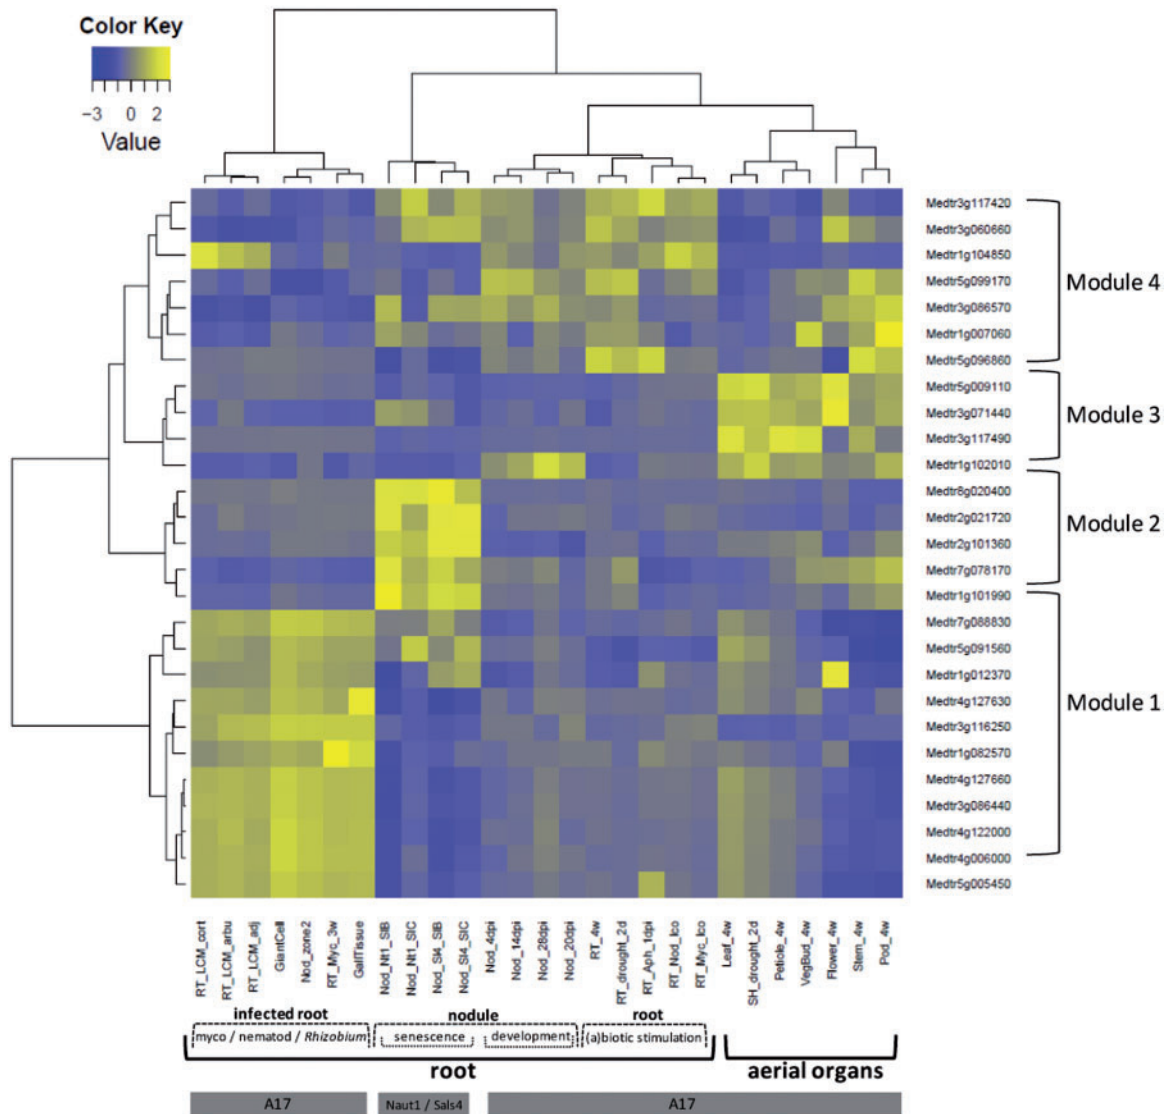 Color Key
−3 0 2
Value
Medtr3g117420
Medtr3g060660
Medtr1g104850
Medtr5g099170
Medtr3g086570
Medtr1g007060
Medtr5g096860
Medtr5g009110
Medtr3g071440
Medtr3g117490
Medtr1g102010
Medtr8g020400
Medtr2g021720
Medtr2g101360
Medtr7g078170
Medtr1g101990
Medtr7g088830
Medtr5g091560
Medtr1g012370
Medtr4g127630
Medtr3g116250
Medtr1g082570
Medtr4g127660
Medtr3g086440
Medtr4g122000
Medtr4g006000
Medtr5g005450
Module 4
Module 3
Module 2
Module 1
RT_LCM_cort
RT_LCM_arbu
RT_LCM_adj
GiantCell
Nod_zone2
RT_Myc_3w
GallTissue
Nod_Nt1_SIB
Nod_Nt1_SIC
Nod_Sl4_SIB
Nod_Sl4_SIC
Nod_4dpi
Nod_14dpi
Nod_28dpi
Nod_20dpi
RT_4w
RT_drought_2d
RT_Aph_1dpi
RT_Nod_lco
RT_Myc_lco
Leaf_4w
SH_drought_2d
Petiole_4w
VegBud_4w
Flower_4w
Stem_4w
Pod_4w
infected root nodule root
myco / nematod / Rhizobium senescence development (a)biotic stimulation
root aerial organs
A17 Naut1 / Sals4 A17